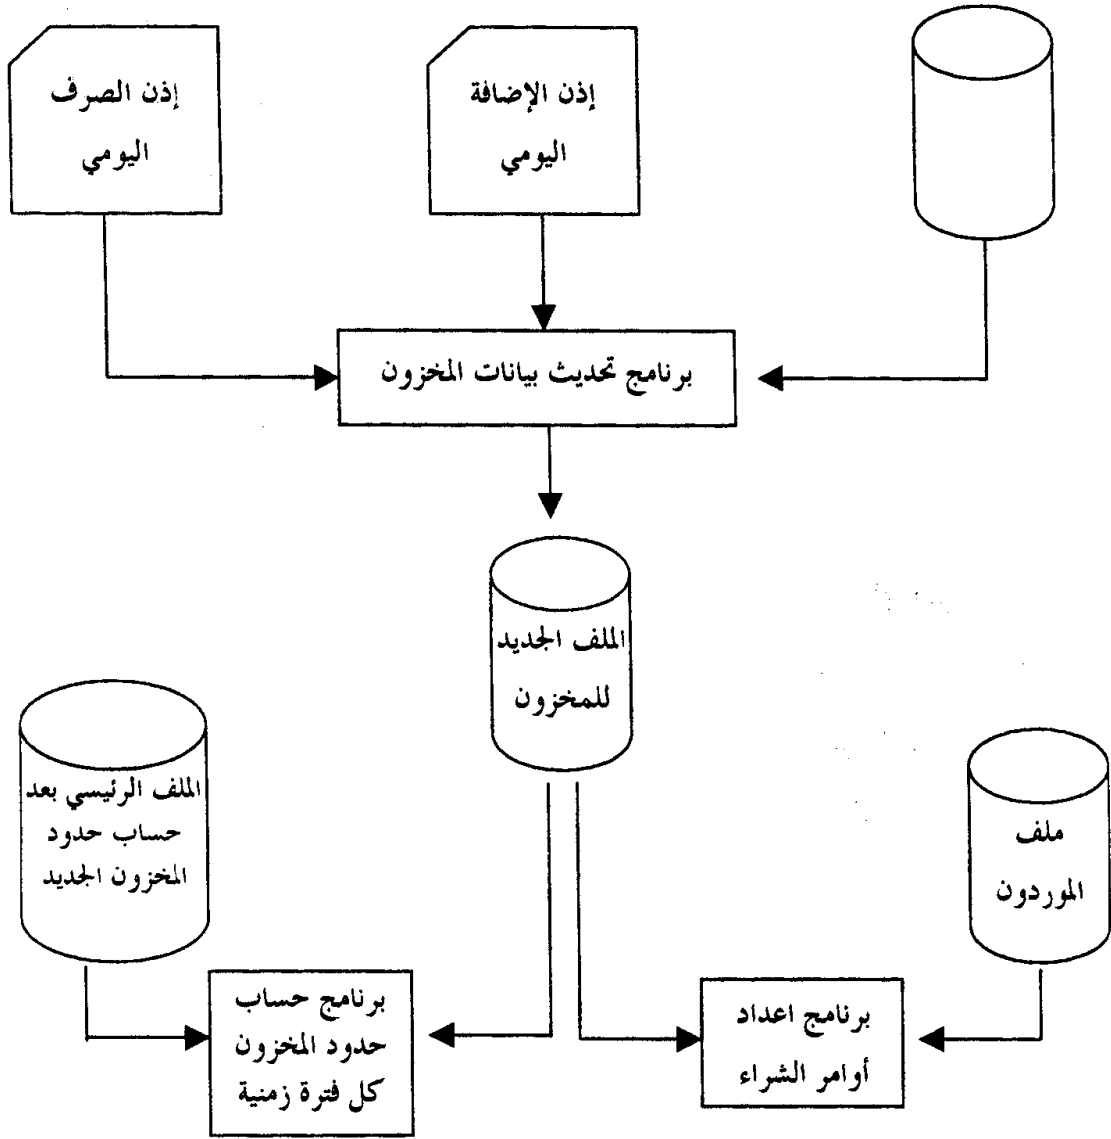 إذن الإضافة
اليومي
إذن الصرف
اليومي
برنامج تحديث بيانات المخزون
الملف الجديد
للمخزون
الملف الرئيسي بعد
حساب حدود
المخزون الجديد
ملف
الموردون
برنامج حساب
حدود المخزون
كل فترة زمنية
برنامج اعداد
أوامر الشراء